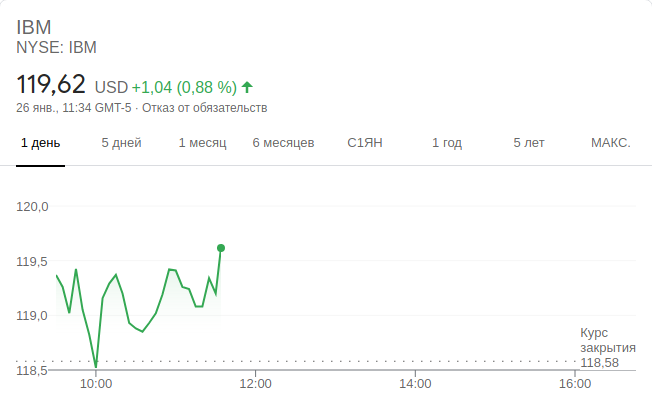 IBM
NYSE: IBM
119,62 USD +1,04 (0,88 %)
26 янв., 11:34 GMT-5 · Отказ от обязательств
1 день 5 дней 1 месяц 6 месяцев С1ЯН 1 год 5 лет МАКС.
120,0
119,5
119,0
Курс
закрытия
118,58
118,5
10:00 12:00 14:00 16:00